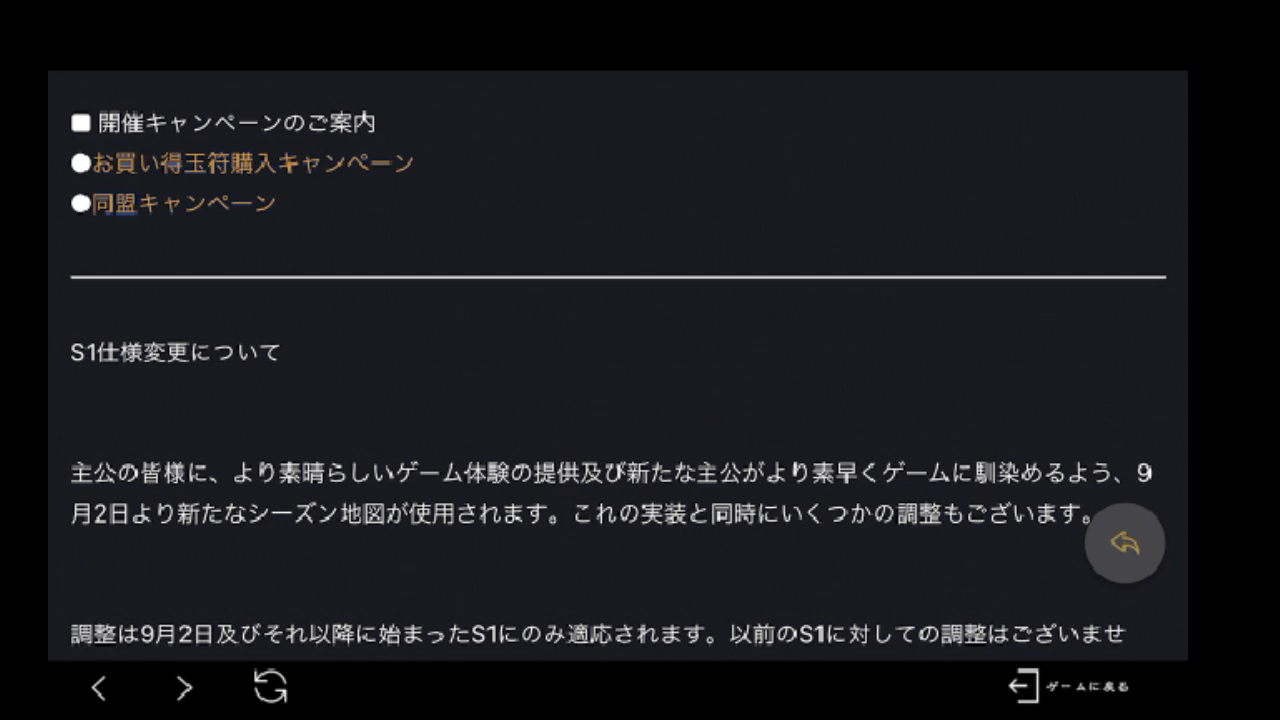 ■ 開催キャンペーンのご案内
●お買い得玉符購入キャンペーン
●同盟キャンペーン
S1仕様変更について
主公の皆様に、より素晴らしいゲーム体験の提供及び新たな主公がより素早くゲームに馴染めるよう、9
月2日より新たなシーズン地図が使用されます。これの実装と同時にいくつかの調整もございます。
調整は9月2日及びそれ以降に始まったS1にのみ適応されます。以前のS1に対しての調整はございませ
ゲームに戻る